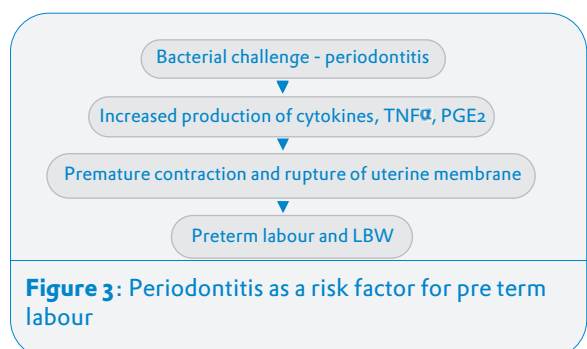 Bacterial challenge - periodontitis
Increased production of cytokines, TNFα, PGE2
Premature contraction and rupture of uterine membrane
Preterm labour and LBW
Figure 3: Periodontitis as a risk factor for pre term
labour